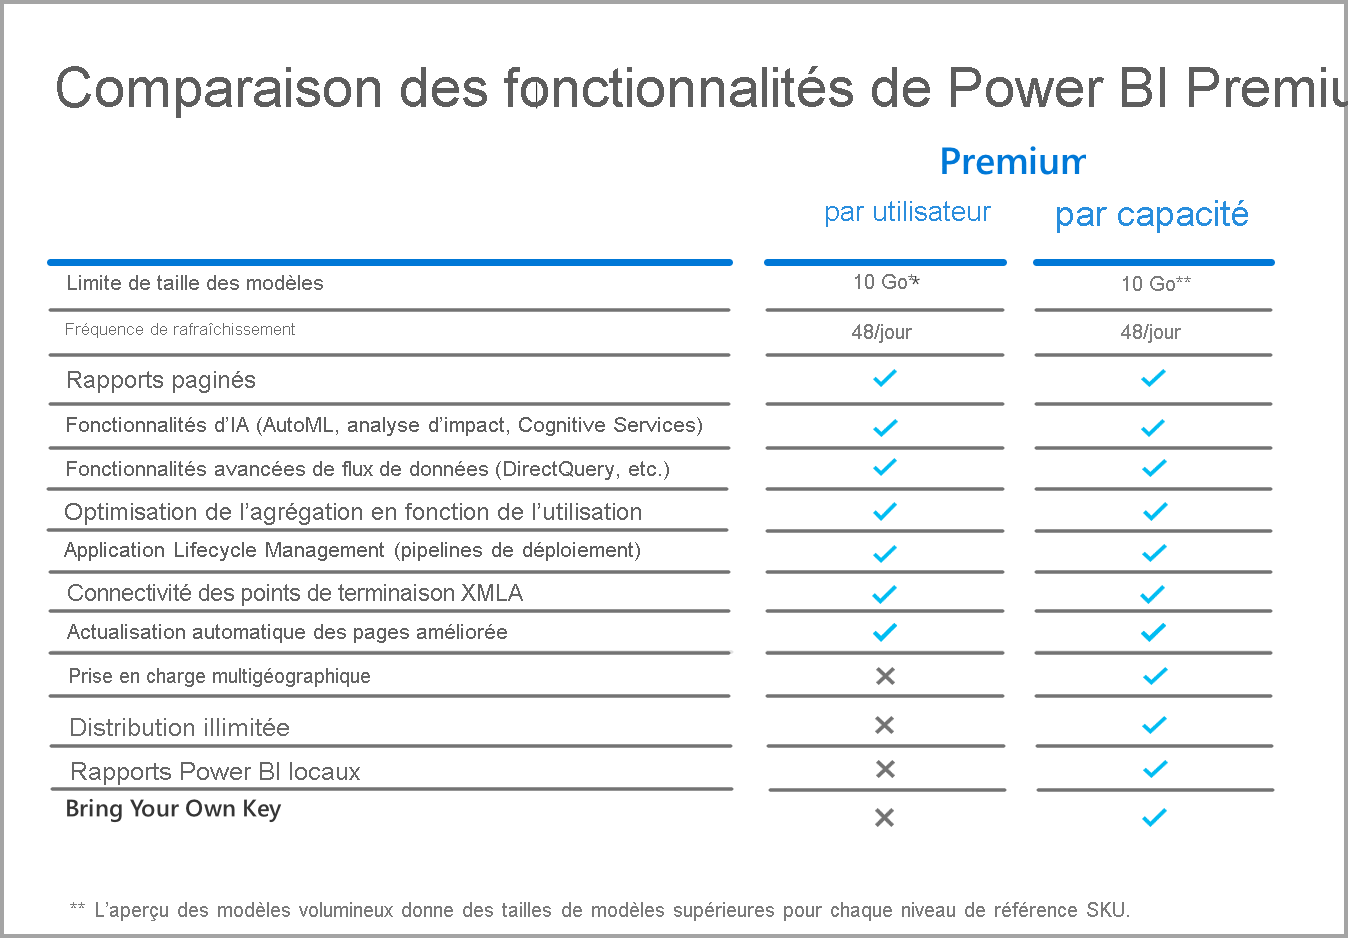 Comparaison des fonctionnalités de Power BI Premiu
Premium
par utilisateur par capacité
Limite de taille des modèles 10 Go** 10 Go**
Fréquence de rafraîchissement 48/jour 48/jour
Rapports paginés
Fonctionnalités d’IA (AutoML, analyse d’impact, Cognitive Services)
Fonctionnalités avancées de flux de données (DirectQuery, etc.)
Optimisation de l’agrégation en fonction de l’utilisation
Application Lifecycle Management (pipelines de déploiement)
Connectivité des points de terminaison XMLA
Actualisation automatique des pages améliorée
Prise en charge multigéographique
Distribution illimitée
Rapports Power BI locaux
Bring Your Own Key
** L’aperçu des modèles volumineux donne des tailles de modèles supérieures pour chaque niveau de référence SKU.